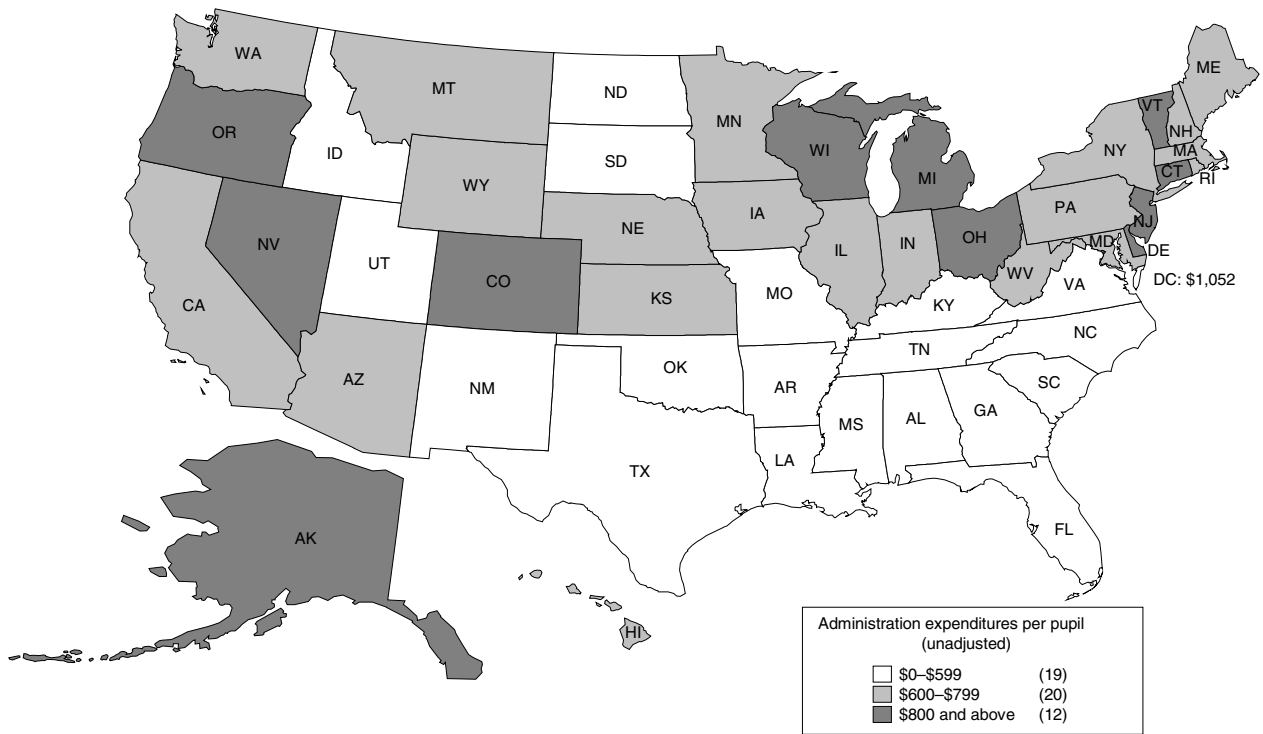 WA
MT
ND
ME
MN
VT
OR
ID
NH
SD
WI
NY
MA
CT
MI
RI
WY
IA
PA
NE
NJ
NV
OH
MD
IL
IN
DE
UT
WV
CO
DC: $1,052
VA
MO
KS
CA
KY
NC
TN
OK
AZ
NM
AR
SC
GA
AL
MS
LA
TX
FL
AK
HI
Administration expenditures per pupil
(unadjusted)
$0–$599 (19)
$600–$799 (20)
$800 and above (12)